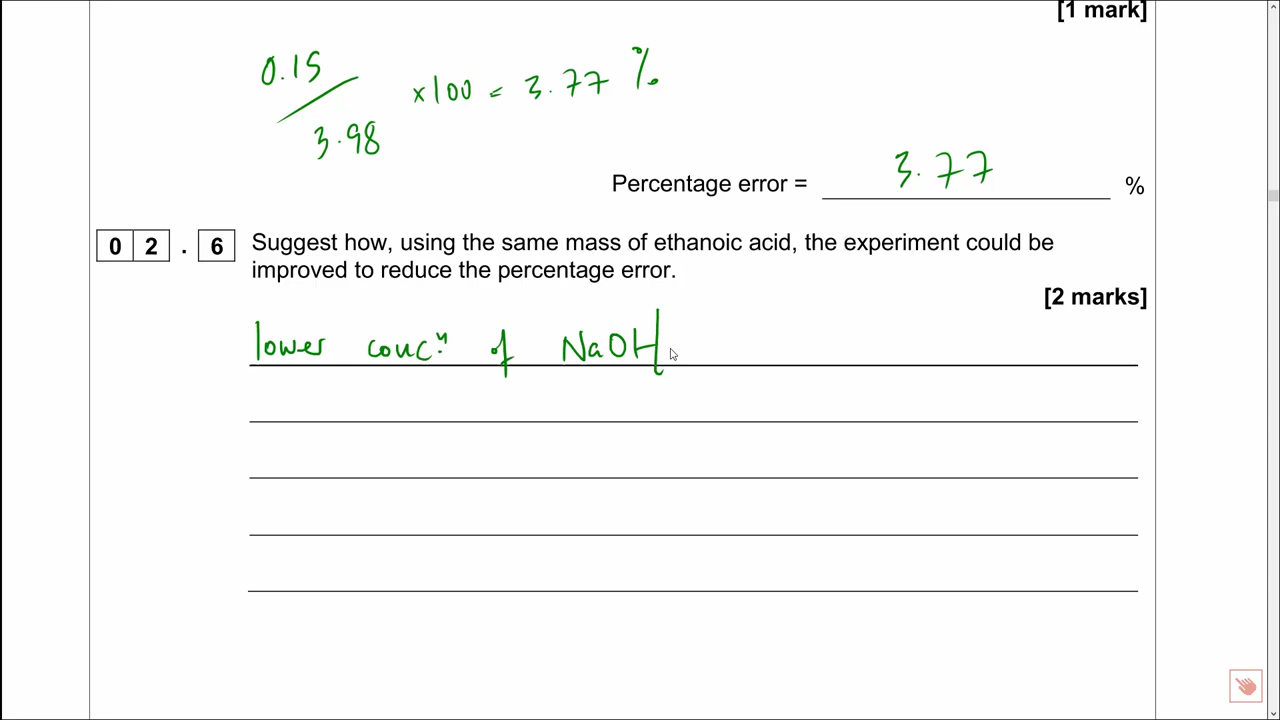 [1 mark]
0.15
/ 3.98 ×100 = 3.77 %
3.77
Percentage error = %
0 2 . 6 Suggest how, using the same mass of ethanoic acid, the experiment could be
improved to reduce the percentage error.
[2 marks]
lower concⁿ of NaOH